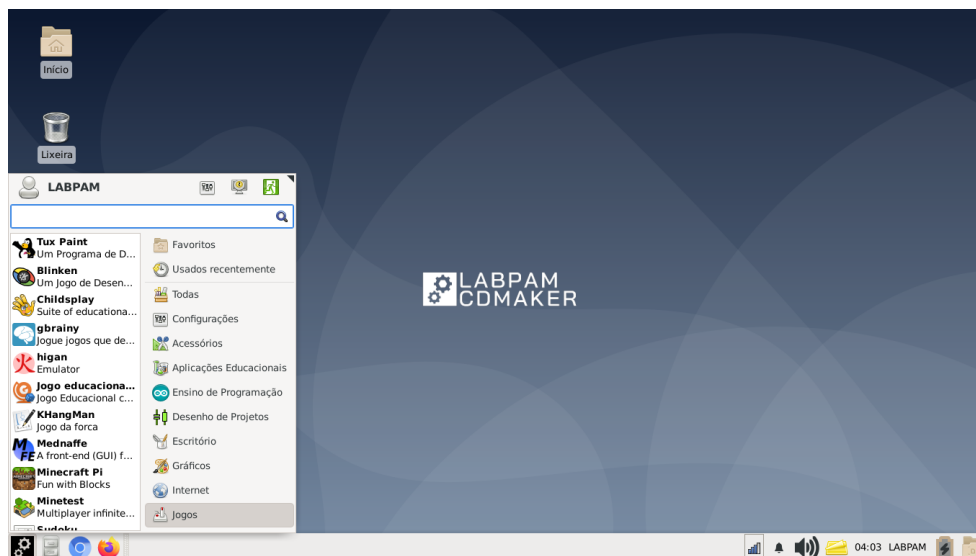 Início
Lixeira
LABPAM
Tux Paint
Um Programa de D...
Blinken
Um Jogo de Desen...
Childsplay
Suite of educationa...
gbrainy
Jogue jogos que de...
higan
Emulator
Jogo educaciona...
Jogo Educacional c...
KHangMan
Jogo da forca
Mednaffe
A front-end (GUI) f...
Minecraft Pi
Fun with Blocks
Minetest
Multiplayer infinite...
Sudoku
Favoritos
Usados recentemente
Todas
Configurações
Acessórios
Aplicações Educacionais
Ensino de Programação
Desenho de Projetos
Escritório
Gráficos
Internet
Jogos
LABPAM
CDMAKER
04:03 LABPAM